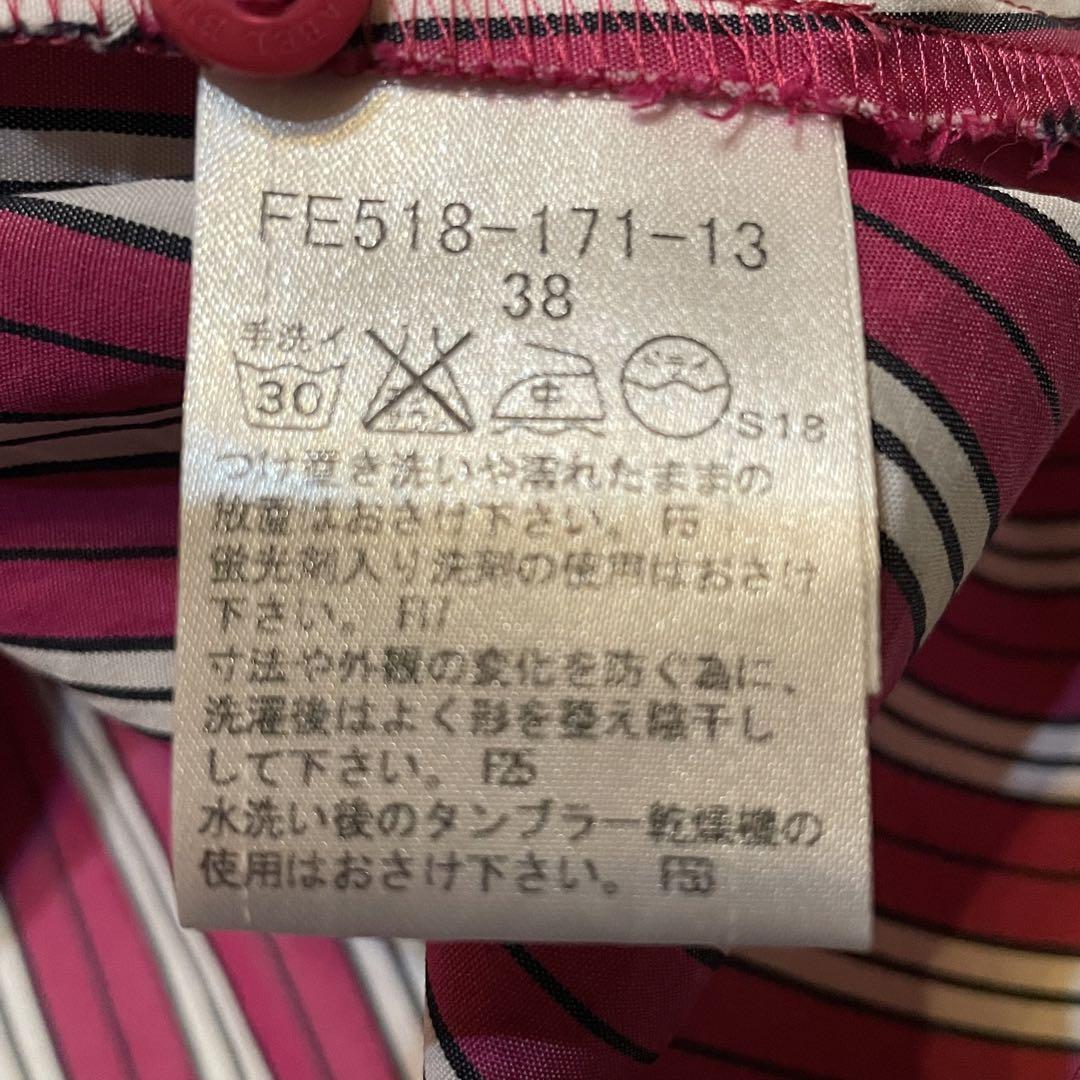 FE518-171-13
38
手洗イ
30
中
ドライ
S18
つけ置き洗いや濡れたままの
放置はおさけ下さい。F5
蛍光剤入り洗剤の使用はおさけ
下さい。F17
寸法や外観の変化を防ぐ為に、
洗濯後はよく形を整え陰干し
して下さい。F25
水洗い後のタンブラー乾燥機の
使用はおさけ下さい。F53